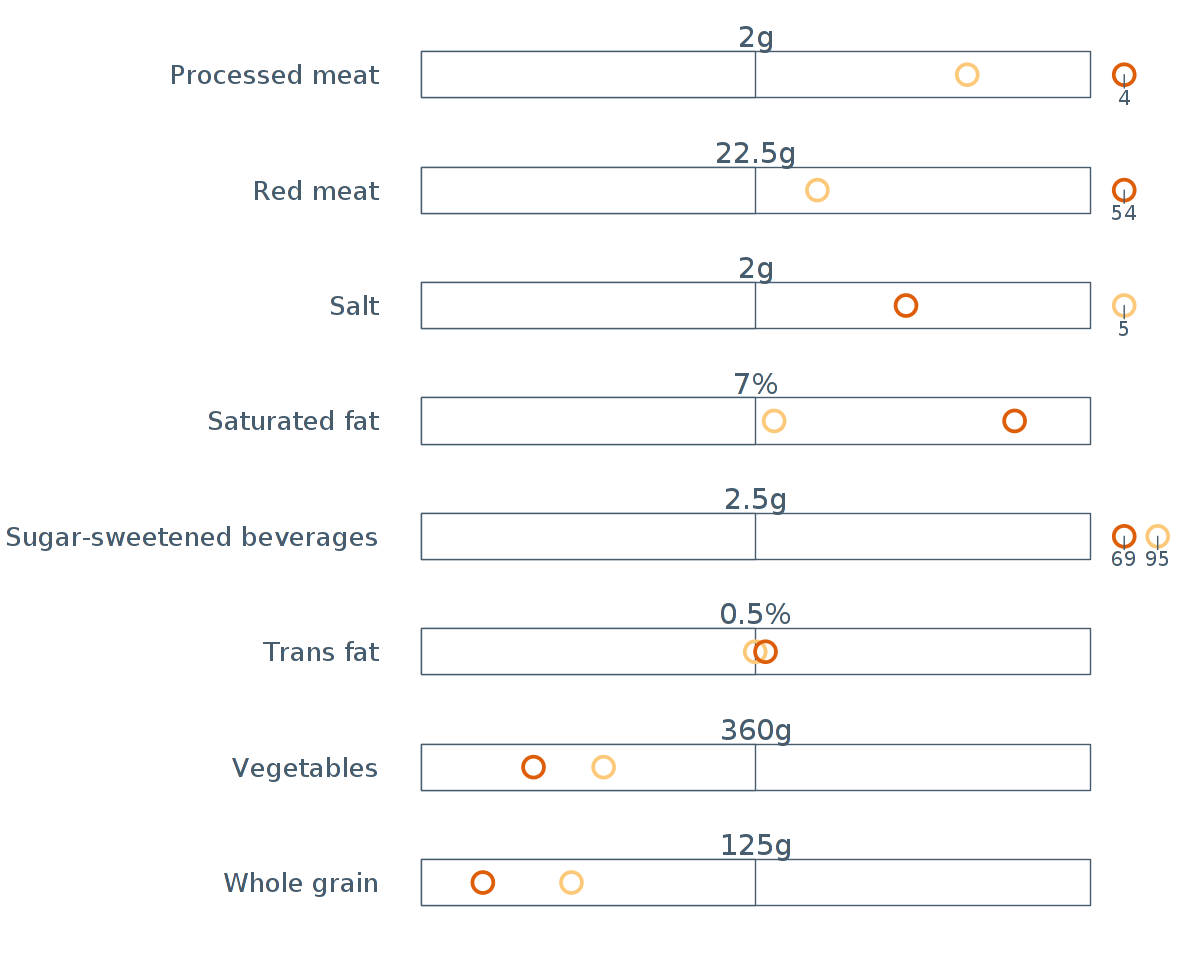 2g
Processed meat
4
22.5g
Red meat
54
2g
Salt
5
7%
Saturated fat
2.5g
Sugar-sweetened beverages
69 95
0.5%
Trans fat
360g
Vegetables
125g
Whole grain